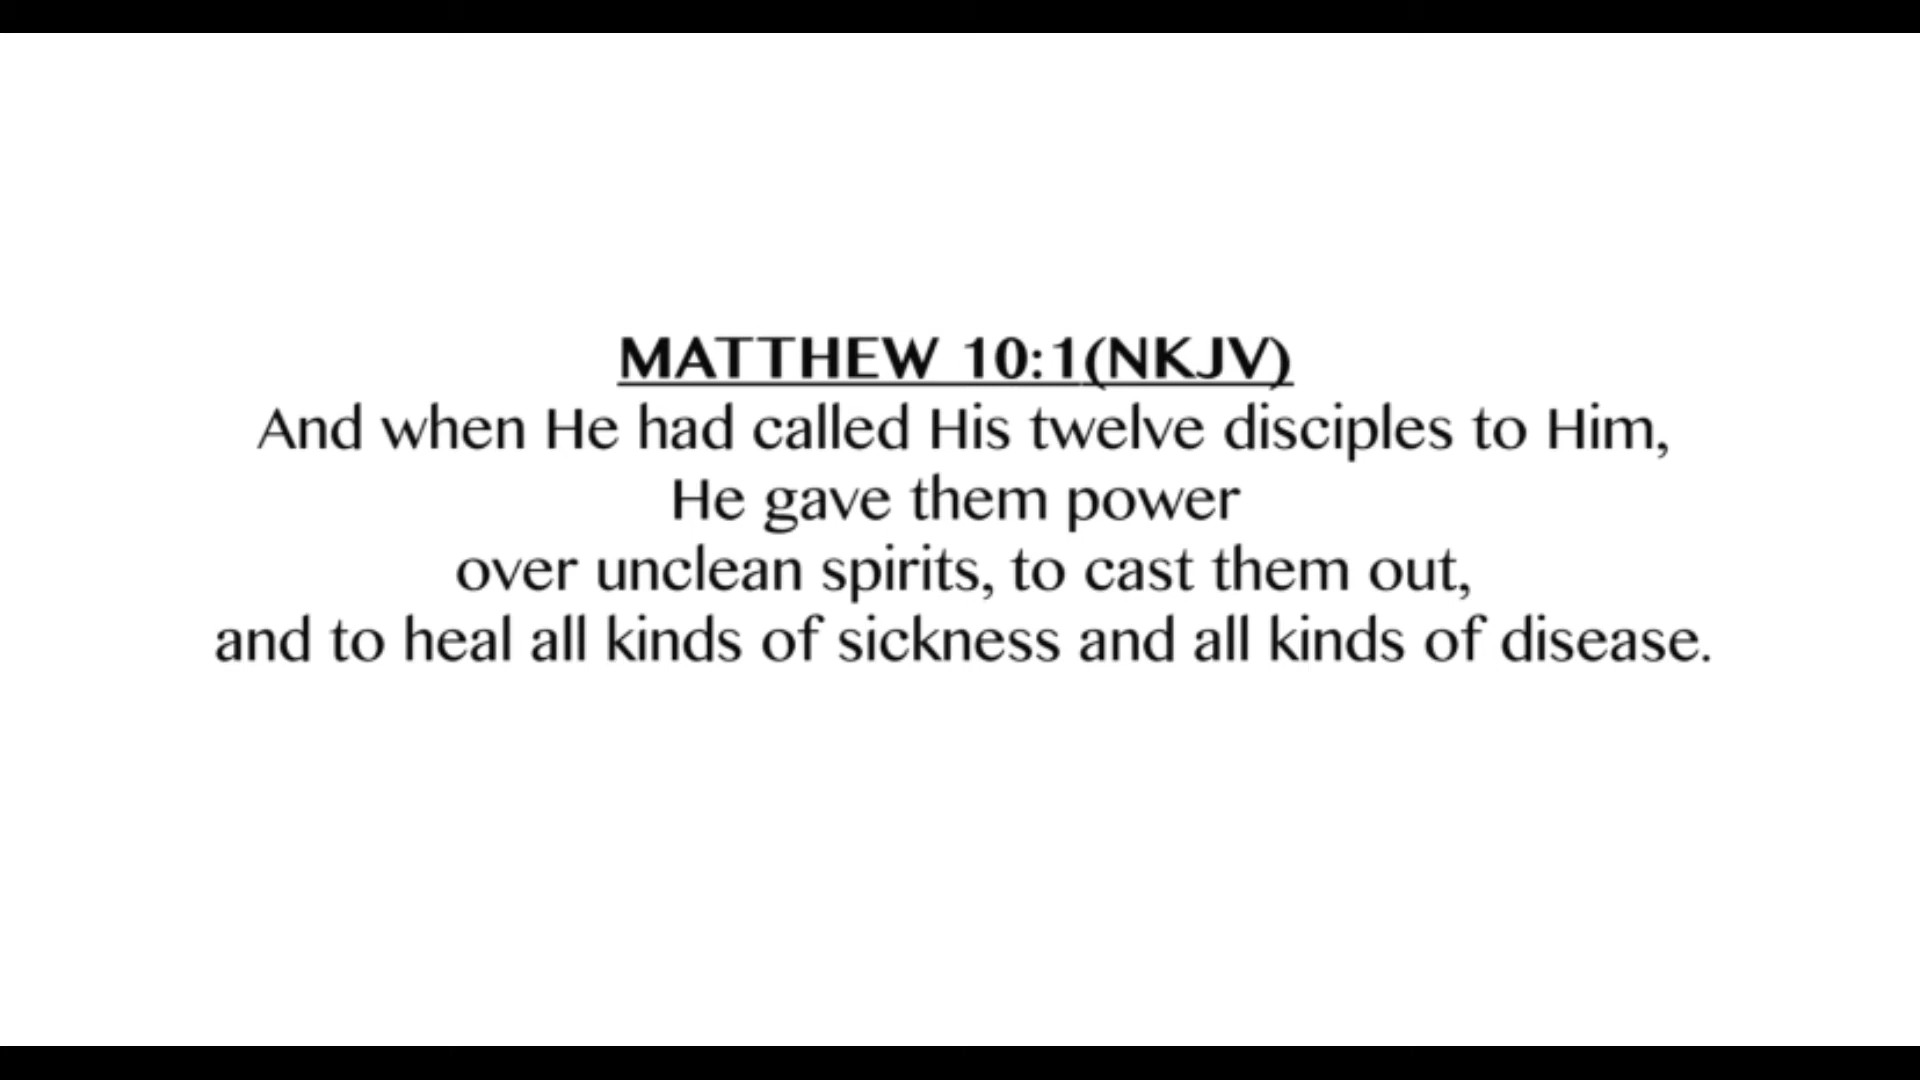 MATTHEW 10:1(NKJV)
And when He had called His twelve disciples to Him,
He gave them power
over unclean spirits, to cast them out,
and to heal all kinds of sickness and all kinds of disease.